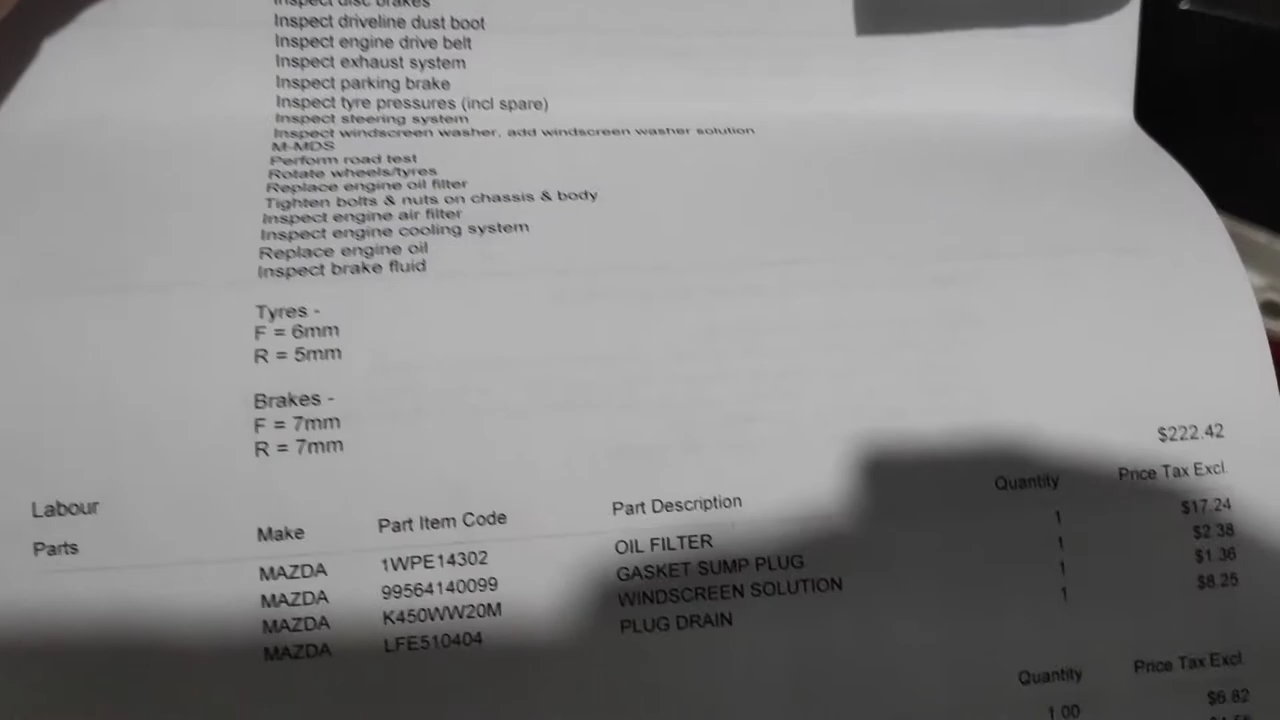 Inspect disc brakes
Inspect driveline dust boot
Inspect engine drive belt
Inspect exhaust system
Inspect parking brake
Inspect tyre pressures (incl spare)
Inspect steering system
Inspect windscreen washer, add windscreen washer solution
M-MDS
Perform road test
Rotate wheels/tyres
Replace engine oil filter
Tighten bolts & nuts on chassis & body
Inspect engine air filter
Inspect engine cooling system
Replace engine oil
Inspect brake fluid
Tyres -
F = 6mm
R = 5mm
Brakes -
F = 7mm
R = 7mm
Labour $222.42
Parts Make Part Item Code Part Description Quantity Price Tax Excl.
MAZDA 1WPE14302 OIL FILTER 1 $17.24
MAZDA 99564140099 GASKET SUMP PLUG 1 $2.38
MAZDA K450WW20M WINDSCREEN SOLUTION 1 $1.36
MAZDA LFE510404 PLUG DRAIN 1 $8.25
Quantity Price Tax Excl.
1.00 $6.82